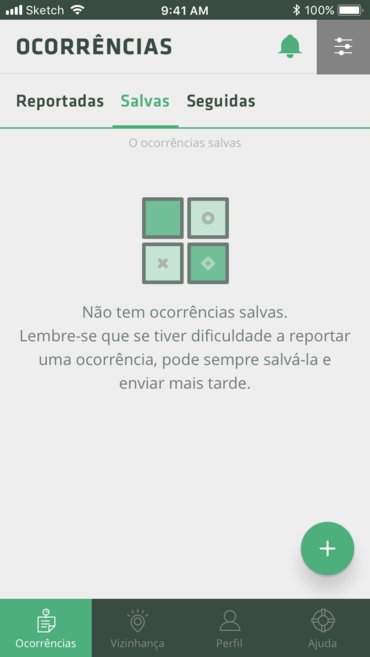 Sketch 9:41 AM 100%
OCORRÊNCIAS
Reportadas Salvas Seguidas
O ocorrências salvas
Não tem ocorrências salvas.
Lembre-se que se tiver dificuldade a reportar
uma ocorrência, pode sempre salvá-la e
enviar mais tarde.
+
Ocorrências Vizinhança Perfil Ajuda